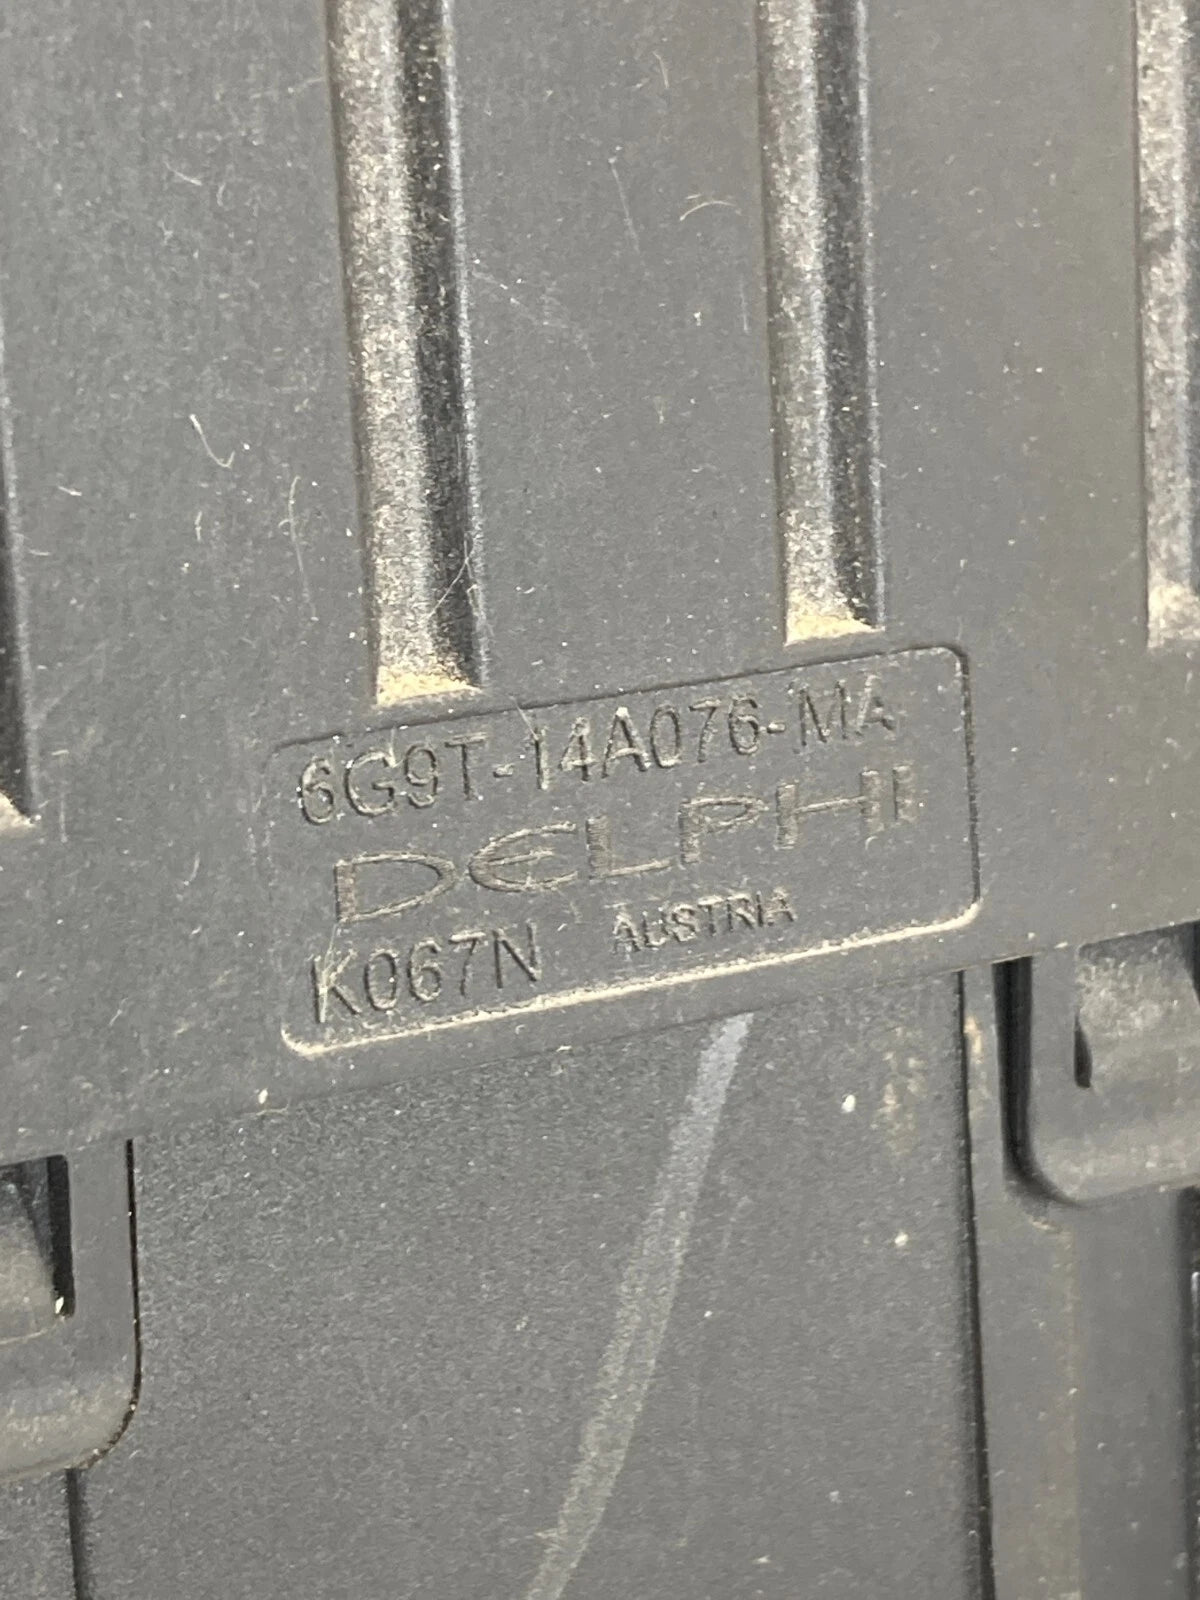 6G9T-14A076-MA
DELPHI
K067N AUSTRIA